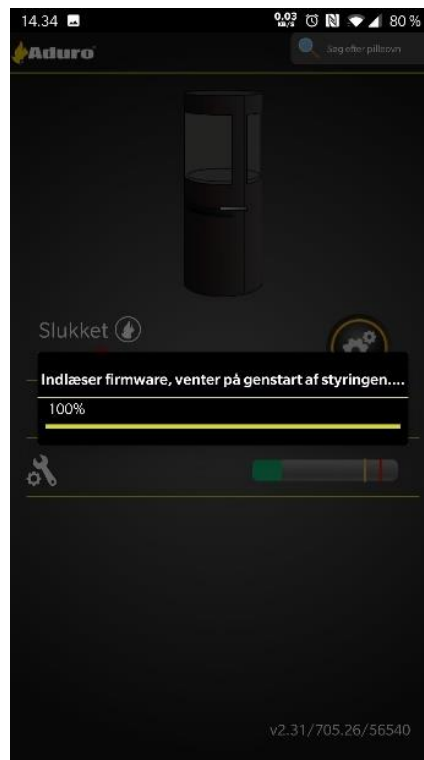 14.34
0,03
KB/S
80 %
Aduro
Søg efter pilleovn
Slukket
Indlæser firmware, venter på genstart af styringen....
100%
v2.31/705.26/56540